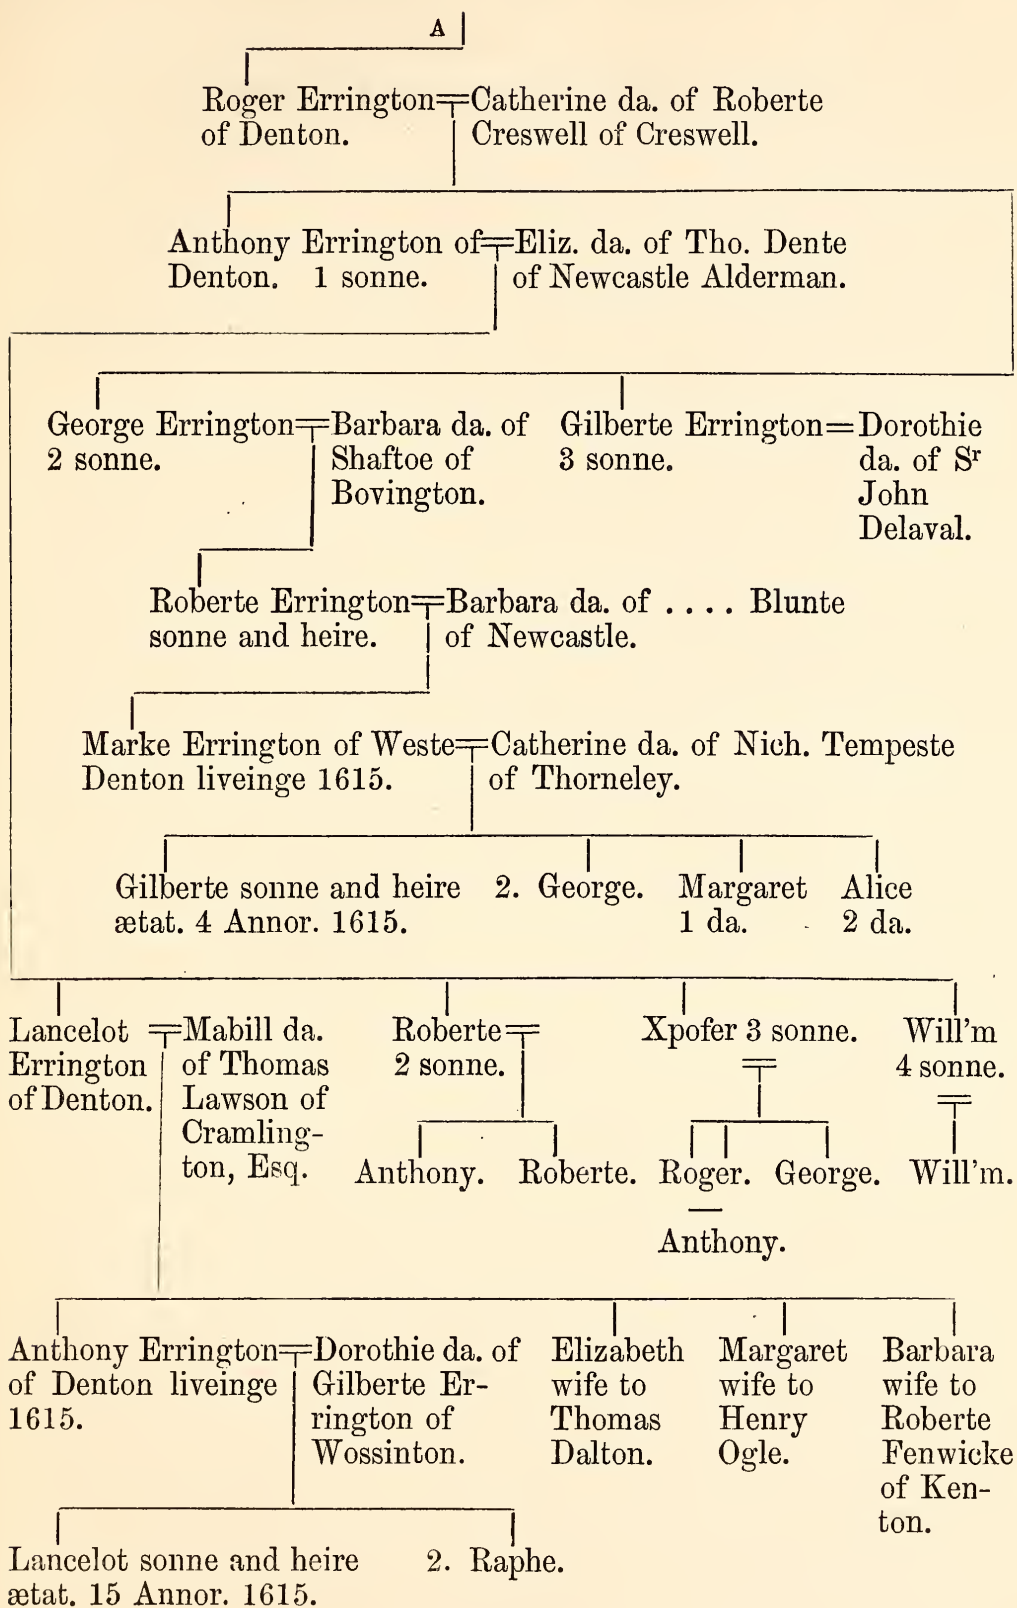 A
Roger Errington=Catherine da. of Roberte
of Denton. Creswell of Creswell.
Anthony Errington of=Eliz. da. of Tho. Dente
Denton. 1 sonne. of Newcastle Alderman.
George Errington=Barbara da. of
2 sonne. Shaftoe of
Bovington.
Gilberte Errington=Dorothie
3 sonne. da. of Sʳ
John
Delaval.
Roberte Errington=Barbara da. of .... Blunte
sonne and heire. of Newcastle.
Marke Errington of Weste=Catherine da. of Nich. Tempeste
Denton liveinge 1615. of Thorneley.
Gilberte sonne and heire
ætat. 4 Annor. 1615.
2. George.
Margaret
1 da.
Alice
2 da.
Lancelot
Errington
of Denton.
=Mabill da.
of Thomas
Lawson of
Cramling-
ton, Esq.
Roberte=
2 sonne.
Xpofer 3 sonne.
Will'm
4 sonne.
Anthony. Roberte. Roger. George. Will'm.
Anthony.
Anthony Errington=Dorothie da. of
of Denton liveinge Gilberte Er-
1615. rington of
Wossinton.
Elizabeth
wife to
Thomas
Dalton.
Margaret
wife to
Henry
Ogle.
Barbara
wife to
Roberte
Fenwicke
of Ken-
ton.
Lancelot sonne and heire
ætat. 15 Annor. 1615.
2. Raphe.